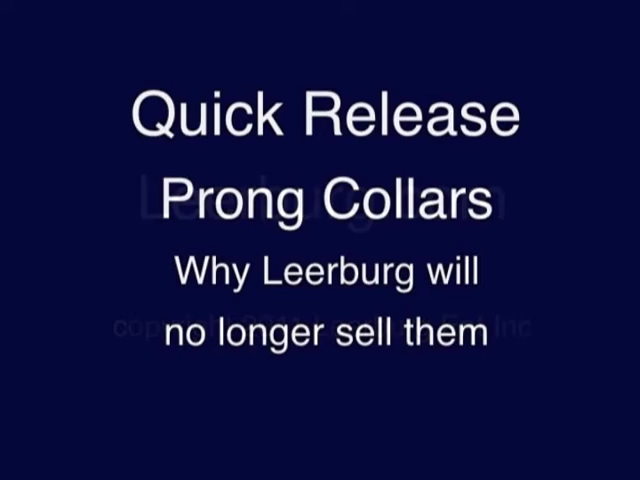 Quick Release
Prong Collars
Why Leerburg will
no longer sell them